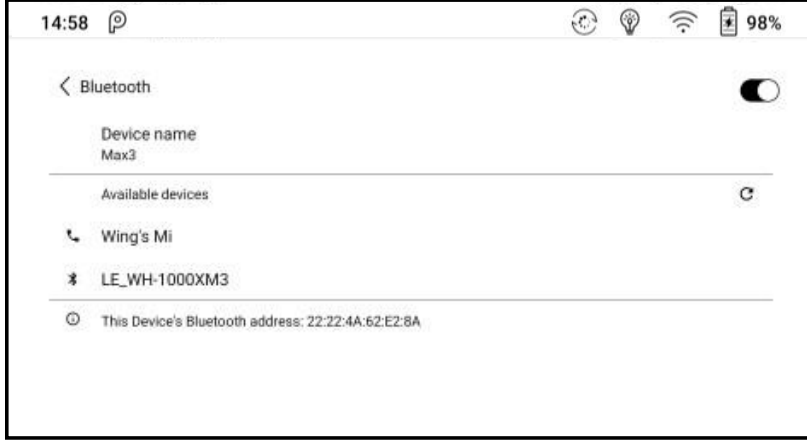 14:58 98%
Bluetooth
Device name
Max3
Available devices
Wing's Mi
LE_WH-1000XM3
This Device's Bluetooth address: 22:22:4A:62:E2:8A